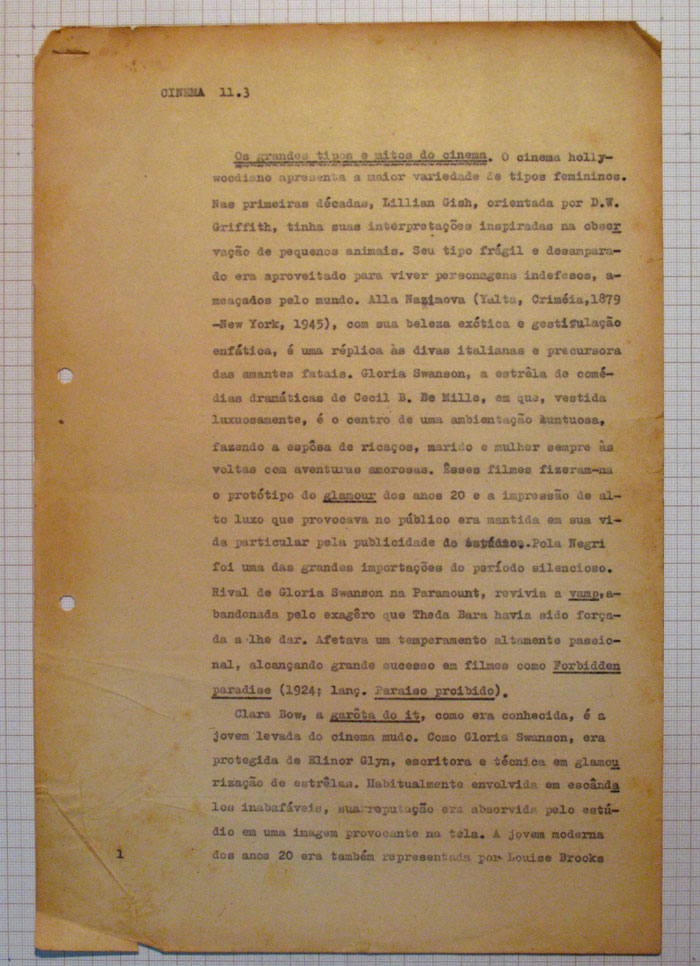 CINEMA 11.3
Os grandes tipos e mitos do cinema. O cinema holly-
woodiano apresenta a maior variedade de tipos femininos.
Nas primeiras décadas, Lillian Gish, orientada por D.W.
Griffith, tinha suas interpretações inspiradas na obser
vação de pequenos animais. Seu tipo frágil e desampara-
do era aproveitado para viver personagens indefesos, a-
meaçados pelo mundo. Alla Nazimova (Yalta, Criméia,1879
-New York, 1945), com sua beleza exótica e gesticulação
enfática, é uma réplica às divas italianas e precursora
das amantes fatais. Gloria Swanson, a estrêla de comé-
dias dramáticas de Cecil B. De Mille, em que, vestida
luxuosamente, é o centro de uma ambientação suntuosa,
fazendo a espôsa de ricaços, marido e mulher sempre às
voltas com aventuras amorosas. Êsses filmes fizeram-na
o protótipo do glamour dos anos 20 e a impressão de al-
to luxo que provocava no público era mantida em sua vi-
da particular pela publicidade do estúdio. Pola Negri
foi uma das grandes importações do período silencioso.
Rival de Gloria Swanson na Paramount, revivia a vamp,a-
bandonada pelo exagêro que Theda Bara havia sido força-
da a lhe dar. Afetava um temperamento altamente passio-
nal, alcançando grande sucesso em filmes como Forbidden
paradise (1924; lanç. Paraiso proibido).
Clara Bow, a garôta do it, como era conhecida, é a
jovem levada do cinema mudo. Como Gloria Swanson, era
protegida de Elinor Glyn, escritora e técnica em glamou
rização de estrêlas. Habitualmente envolvida em escânda
los inabafáveis, sua reputação era absorvida pelo estú-
dio em uma imagem provocante na tela. A jovem moderna
dos anos 20 era também representada por Louise Brooks
1